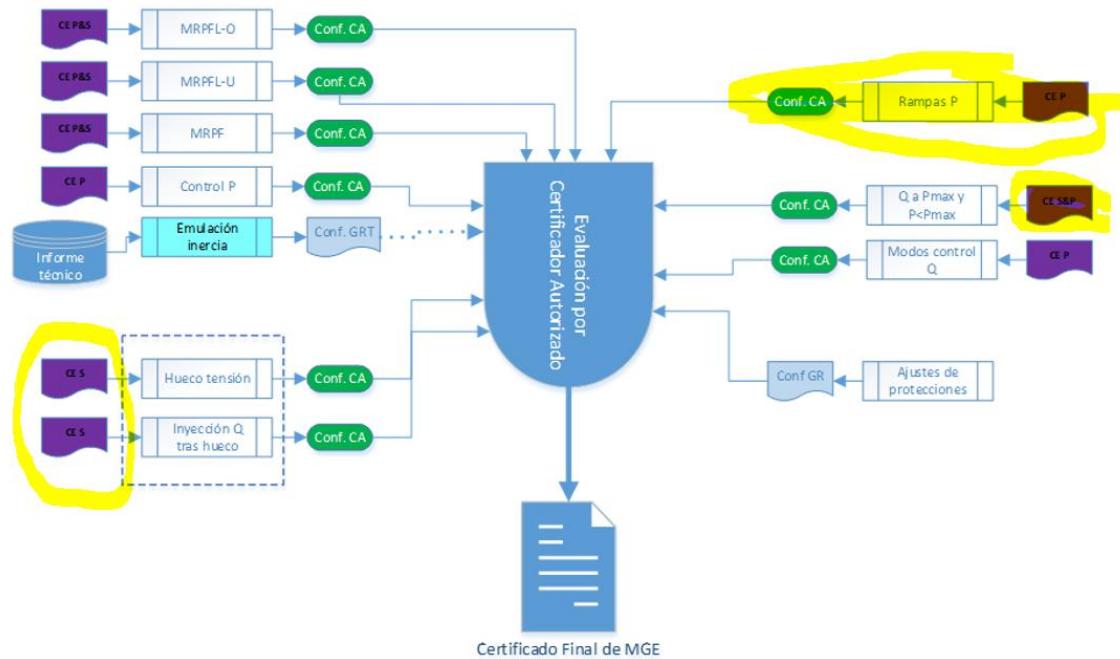 CE P&S
MRPFL-O
Conf. CA
CE P&S
MRPFL-U
Conf. CA
CE P&S
MRPF
Conf. CA
CE P
Control P
Conf. CA
Informe
técnico
Emulación
inercia
Conf. GRT
CE S
Hueco tensión
Conf. CA
CE S
Inyección Q
tras hueco
Conf. CA
Evaluación por
Certificador Autorizado
Conf. CA
Rampas P
CE P
Conf. CA
Q a Pmax y
P<Pmax
CE S&P
Conf. CA
Modos control
Q
CE P
Conf GR
Ajustes de
protecciones
Certificado Final de MGE